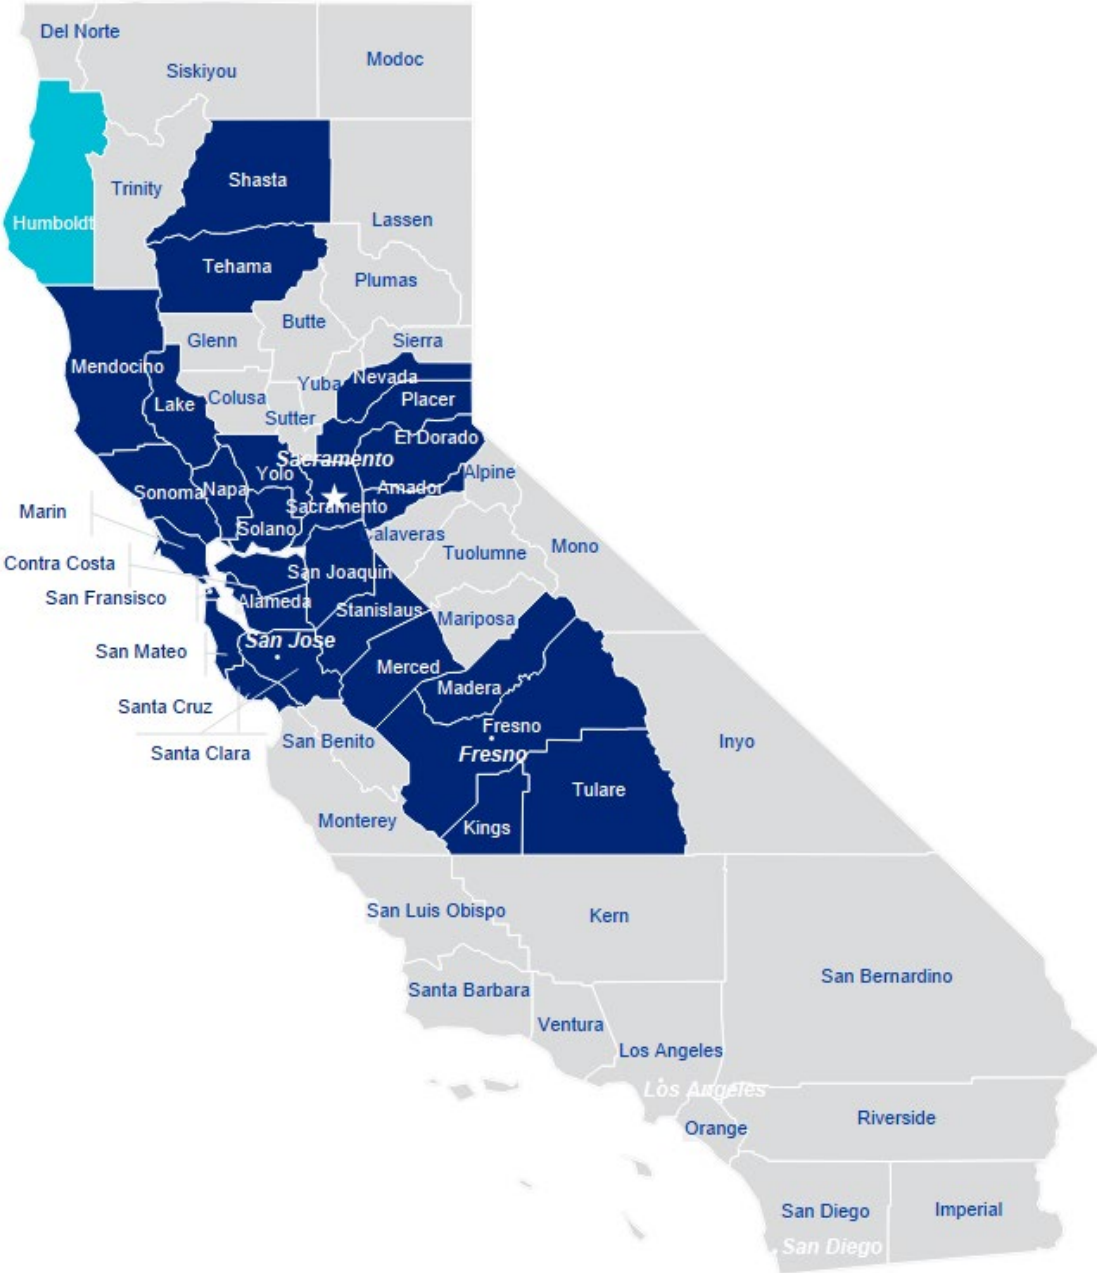 Del Norte
Siskiyou
Modoc
Shasta
Trinity
Humboldt
Lassen
Tehama
Plumas
Butte
Glenn
Sierra
Mendocino
Nevada
Yuba
Colusa
Placer
Lake
Sutter
El Dorado
Sacramento
Yolo
Alpine
Amador
Sonoma
Napa
Sacramento
Marin
Solano
Calaveras
Mono
Tuolumne
Contra Costa
San Joaquin
San Fransisco
Alameda
Stanislaus
Mariposa
San Jose
San Mateo
Merced
Madera
Santa Cruz
Fresno
San Benito
Inyo
Santa Clara
Fresno
Tulare
Monterey
Kings
San Luis Obispo
Kern
San Bernardino
Santa Barbara
Ventura
Los Angeles
Los Angeles
Riverside
Orange
San Diego
Imperial
San Diego